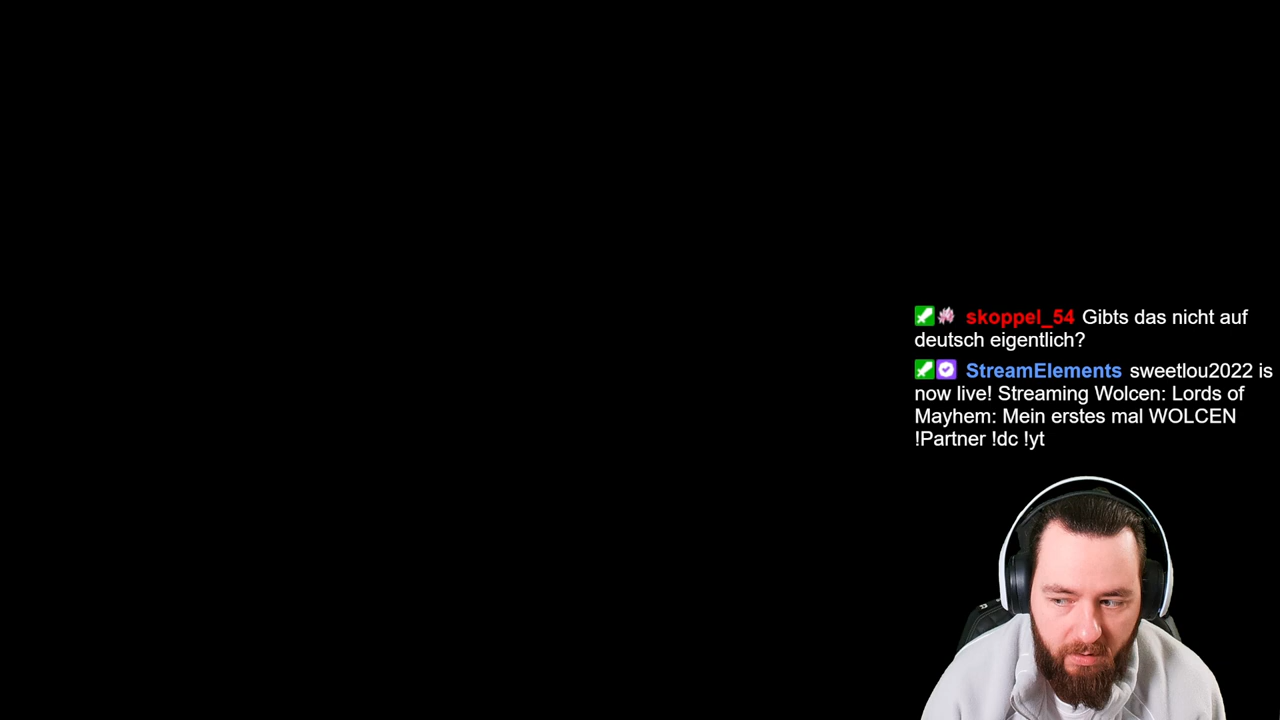 skoppel_54 Gibts das nicht auf
deutsch eigentlich?
StreamElements sweetlou2022 is
now live! Streaming Wolcen: Lords of
Mayhem: Mein erstes mal WOLCEN
!Partner !dc !yt